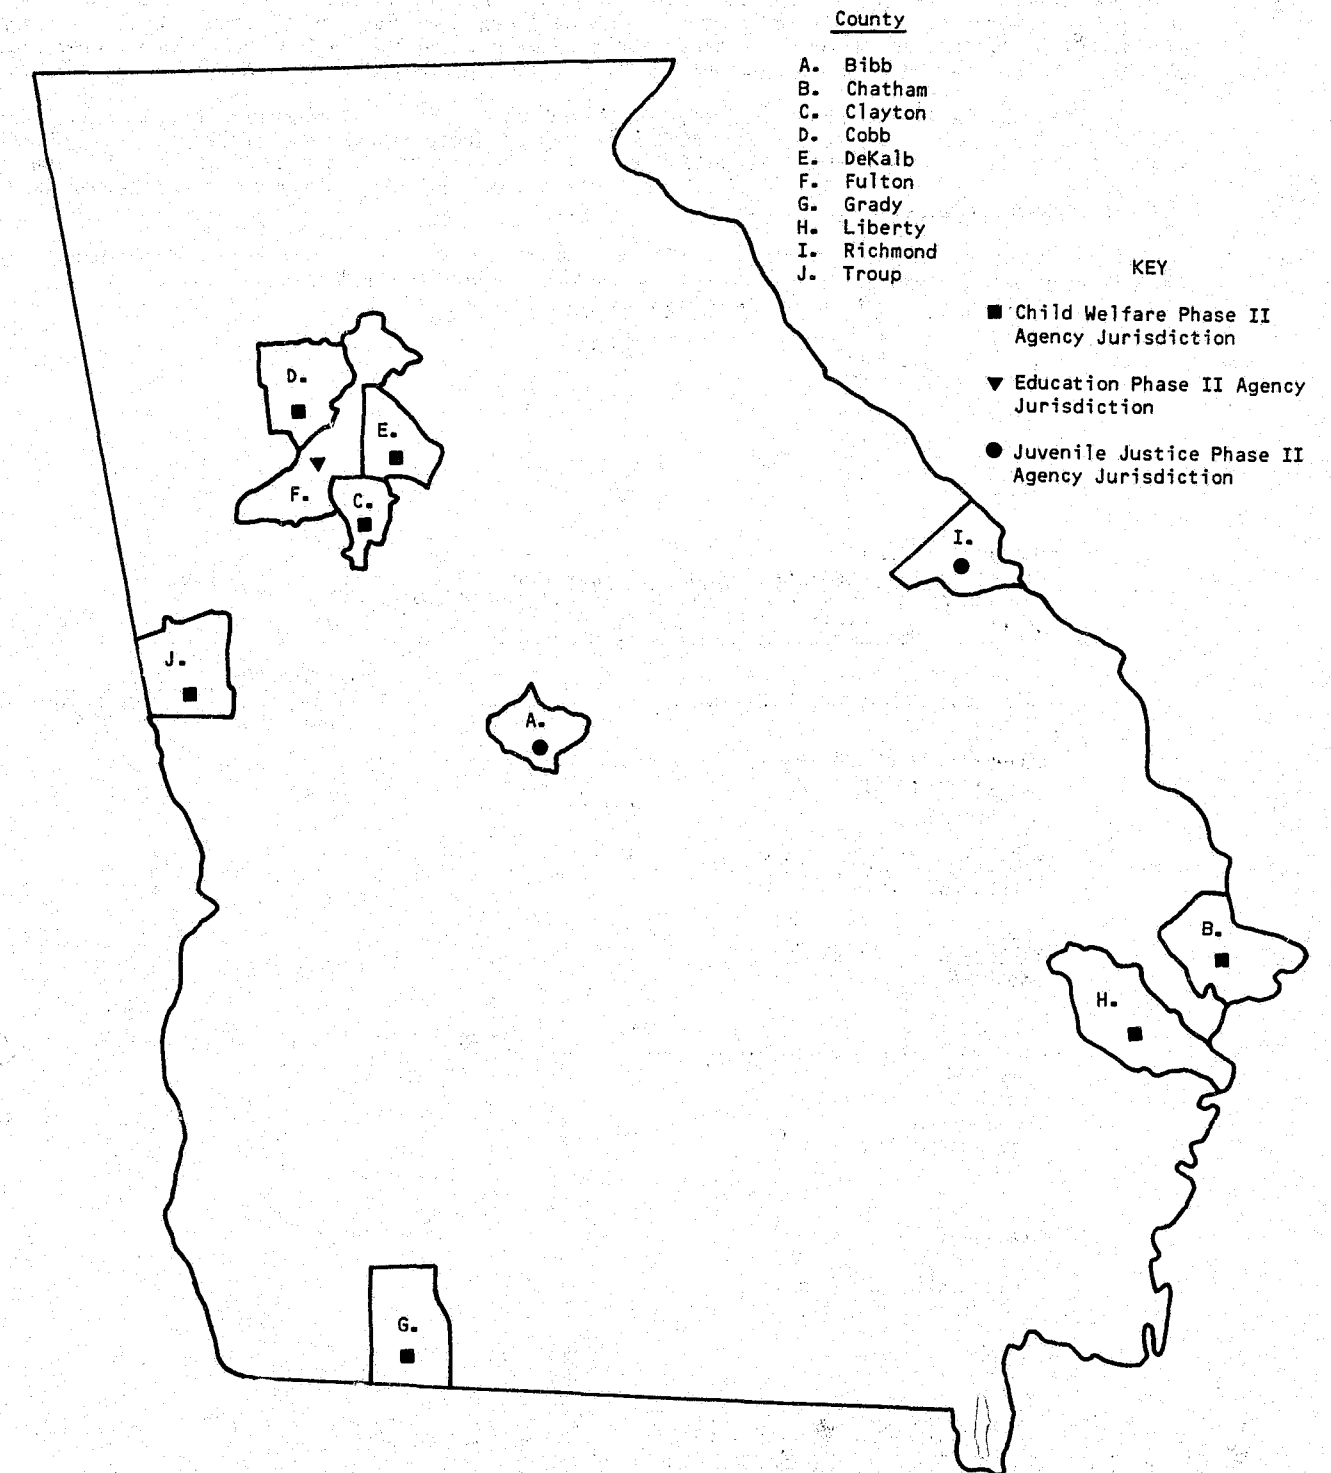 County
A. Bibb
B. Chatham
C. Clayton
D. Cobb
E. DeKalb
F. Fulton
G. Grady
H. Liberty
I. Richmond
J. Troup
KEY
Child Welfare Phase II
Agency Jurisdiction
Education Phase II Agency
Jurisdiction
Juvenile Justice Phase II
Agency Jurisdiction
D.
E.
F.
C.
I.
J.
A.
B.
H.
G.